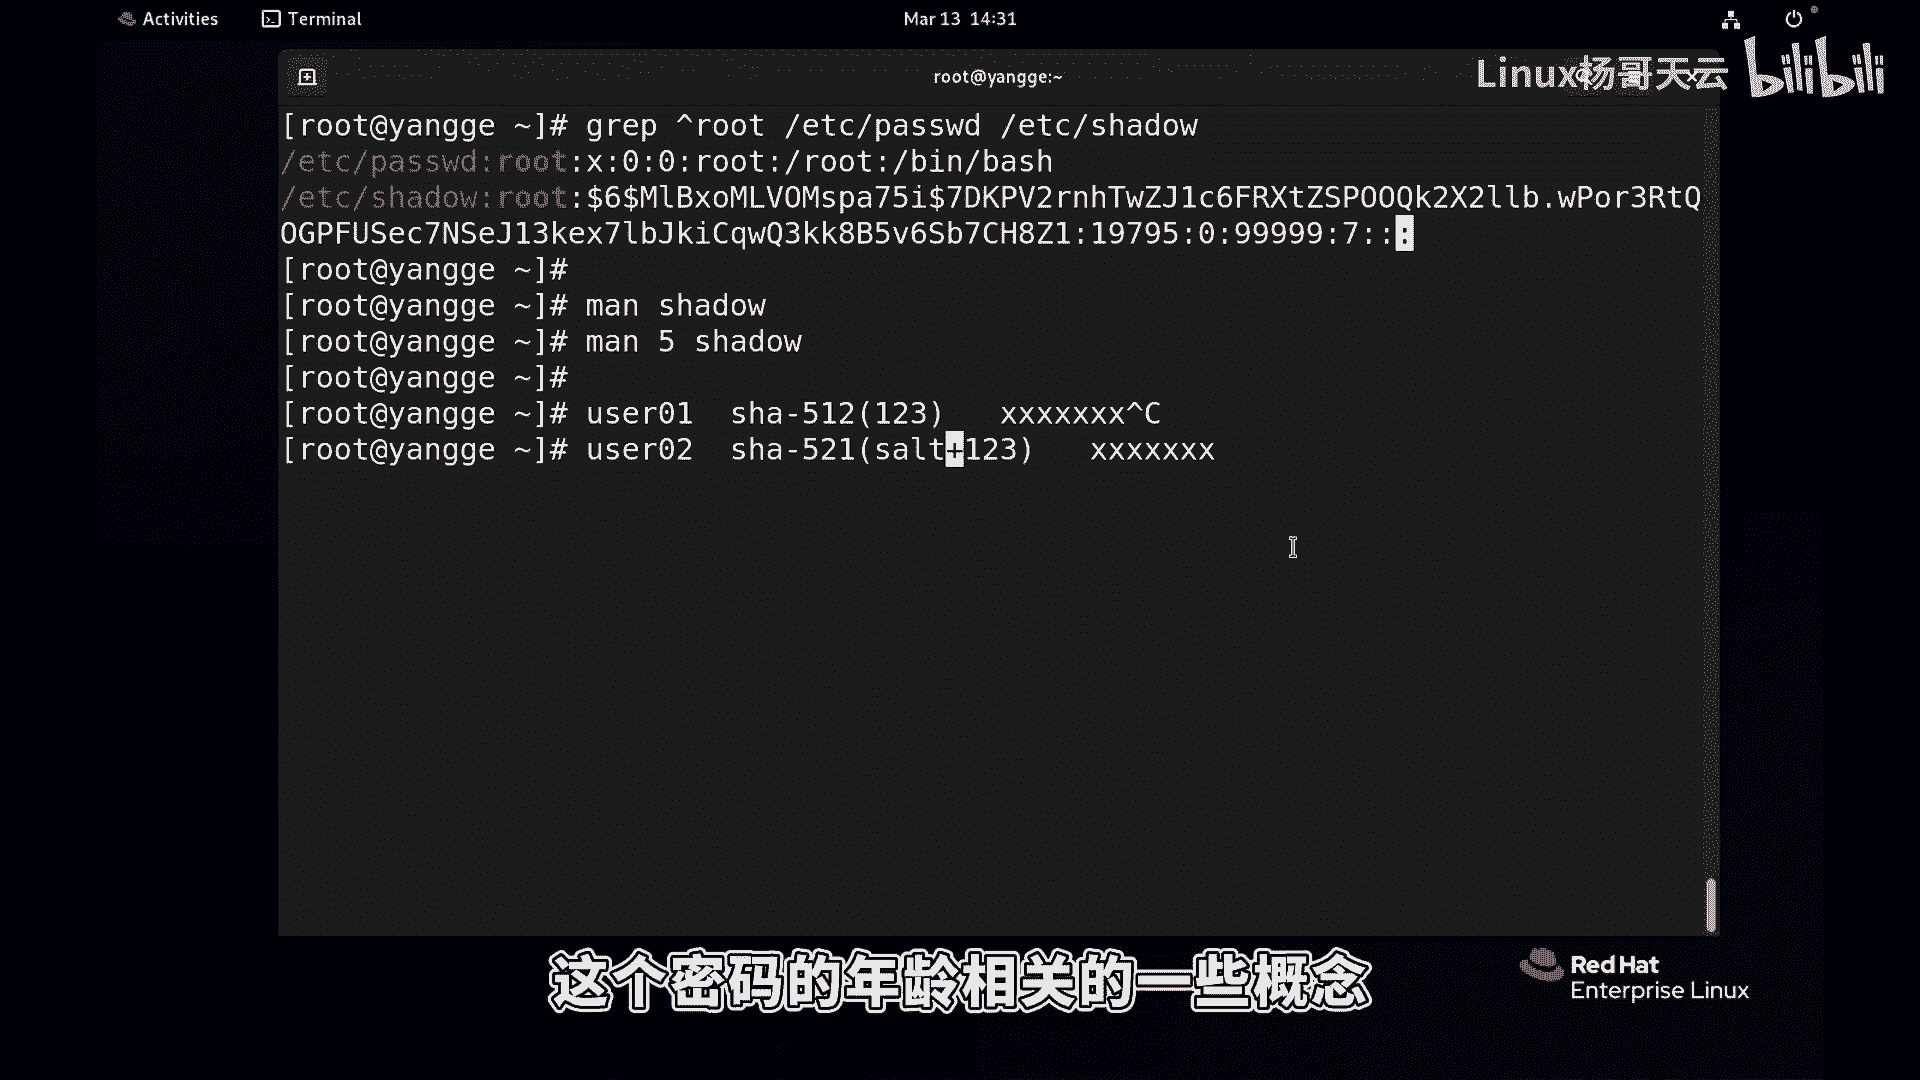 Activities
Terminal
Mar 13 14:31
root@yangge:~
Linux杨哥天云 bilibili
[root@yangge ~]# grep ^root /etc/passwd /etc/shadow
/etc/passwd:root:x:0:0:root:/root:/bin/bash
/etc/shadow:root:$6$MlBxoMLVOMspa75i$7DKPV2rnhTwZJ1c6FRXtZSPOOQk2X2llb.wPor3RtQ
OGPFUSec7NSeJ13kex7lbJkiCqwQ3kk8B5v6Sb7CH8Z1:19795:0:99999:7:::
[root@yangge ~]#
[root@yangge ~]# man shadow
[root@yangge ~]# man 5 shadow
[root@yangge ~]#
[root@yangge ~]# user01  sha-512(123)   xxxxxxx^C
[root@yangge ~]# user02  sha-521(salt+123)   xxxxxxx
这个密码的年龄相关的一些概念
Red Hat
Enterprise Linux